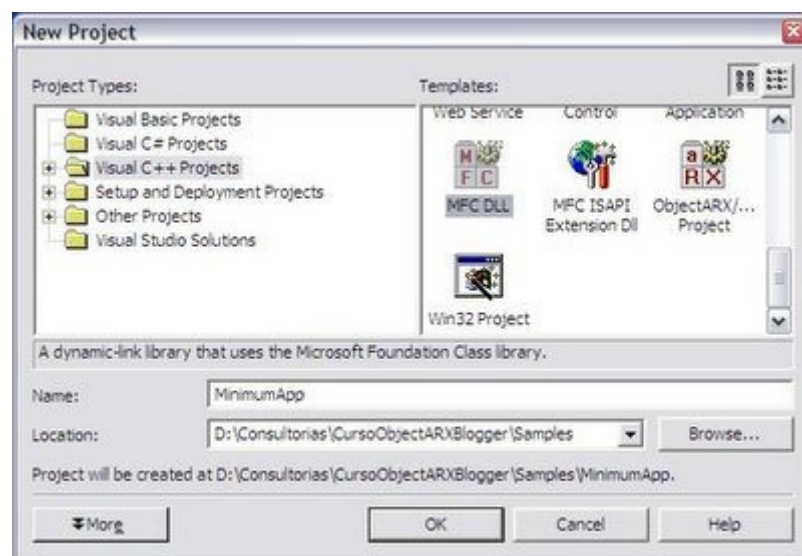 New Project
Project Types:
Templates:
Visual Basic Projects
Visual C# Projects
Visual C++ Projects
Setup and Deployment Projects
Other Projects
Visual Studio Solutions
Web Service
Control
Application
MFC
MFC DLL
MFC ISAPI
Extension Dll
aRX
ObjectARX/...
Project
Win32 Project
A dynamic-link library that uses the Microsoft Foundation Class library.
Name:
MinimumApp
Location:
D:\Consultorias\CursoObjectARXBlogger\Samples
Browse...
Project will be created at D:\Consultorias\CursoObjectARXBlogger\Samples\MinimumApp.
More
OK
Cancel
Help